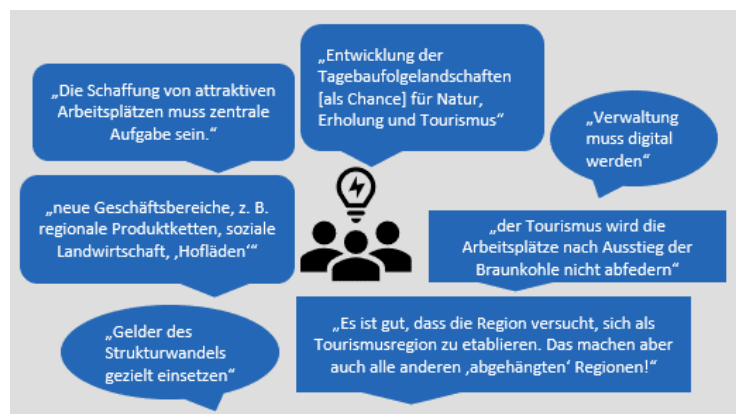 „Entwicklung der
Tagebaufolgelandschaften
[als Chance] für Natur,
Erholung und Tourismus“
„Die Schaffung von attraktiven
Arbeitsplätzen muss zentrale
Aufgabe sein.“
„Verwaltung
muss digital
werden“
„neue Geschäftsbereiche, z. B.
regionale Produktketten, soziale
Landwirtschaft, ‚Hofläden‘“
„der Tourismus wird die
Arbeitsplätze nach Ausstieg der
Braunkohle nicht abfedern“
„Gelder des
Strukturwandels
gezielt einsetzen“
„Es ist gut, dass die Region versucht, sich als
Tourismusregion zu etablieren. Das machen aber
auch alle anderen ‚abgehängten‘ Regionen!“